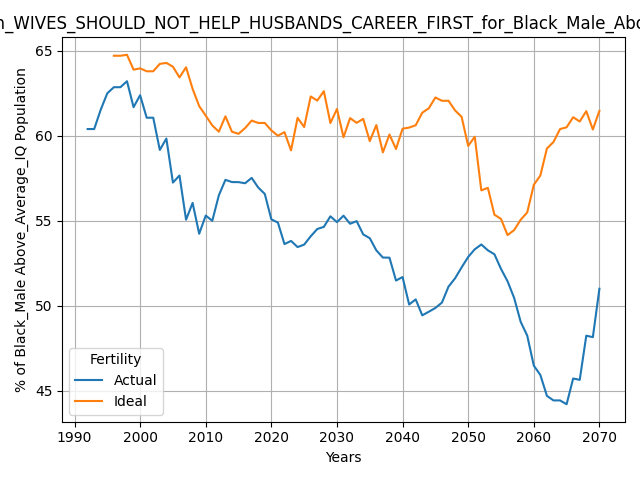 n_WIVES_SHOULD_NOT_HELP_HUSBANDS_CAREER_FIRST_for_Black_Male_Abo
% of Black_Male Above_Average_IQ Population
65
60
55
50
45
Fertility
Actual
Ideal
1990 2000 2010 2020 2030 2040 2050 2060 2070
Years